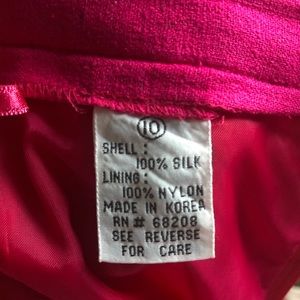 10
SHELL:
100% SILK
LINING:
100% NYLON
MADE IN KOREA
RN# 68208
SEE REVERSE
FOR CARE